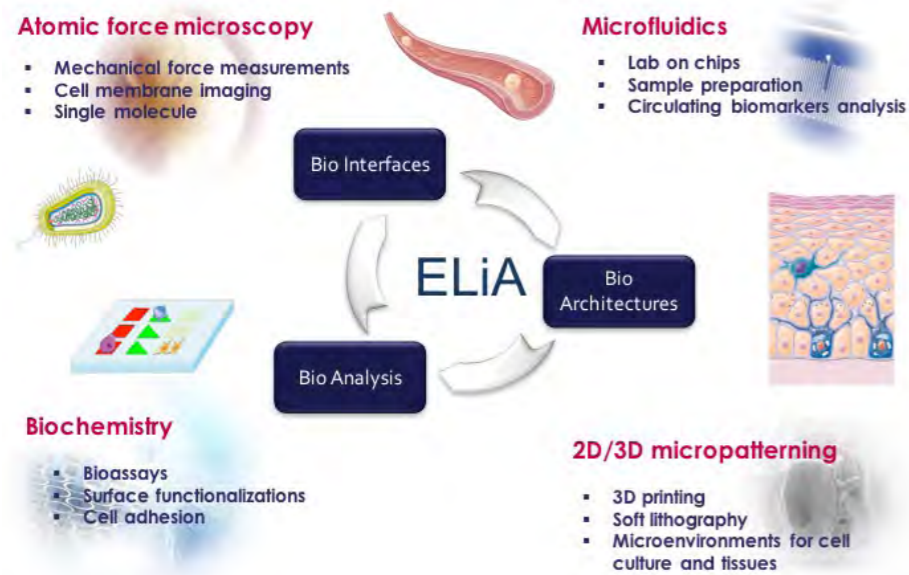 Atomic force microscopy
▪ Mechanical force measurements
▪ Cell membrane imaging
▪ Single molecule
Microfluidics
▪ Lab on chips
▪ Sample preparation
▪ Circulating biomarkers analysis
Bio Interfaces
ELiA
Bio
Architectures
Bio Analysis
Biochemistry
▪ Bioassays
▪ Surface functionalizations
▪ Cell adhesion
2D/3D micropatterning
▪ 3D printing
▪ Soft lithography
▪ Microenvironments for cell
culture and tissues